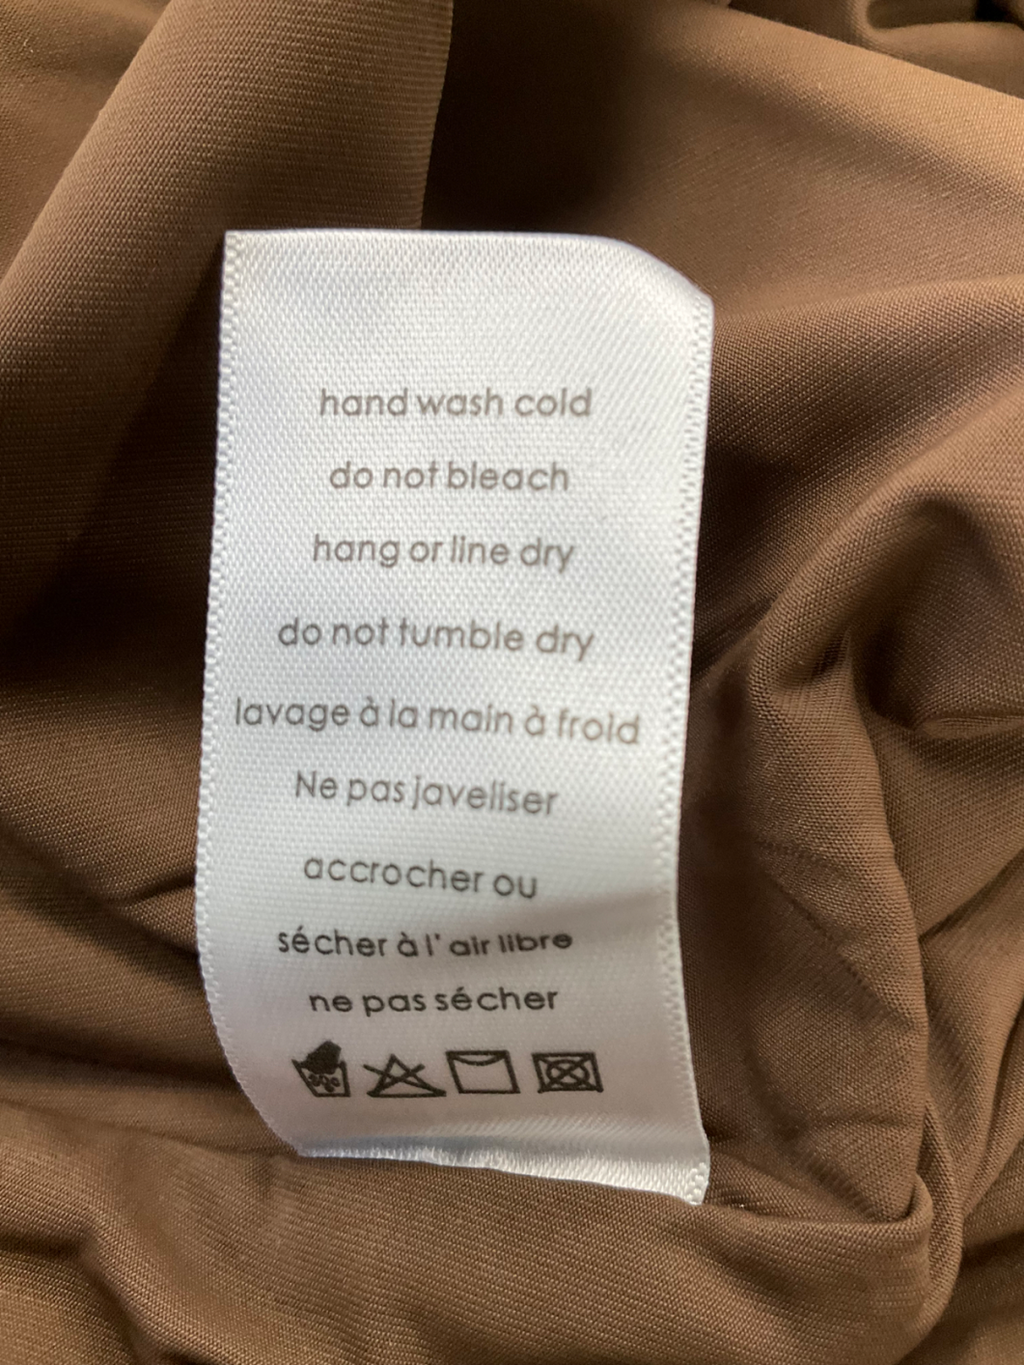 hand wash cold
do not bleach
hang or line dry
do not tumble dry
lavage à la main à froid
Ne pas javeliser
accrocher ou
sécher à l' air libre
ne pas sécher
30c